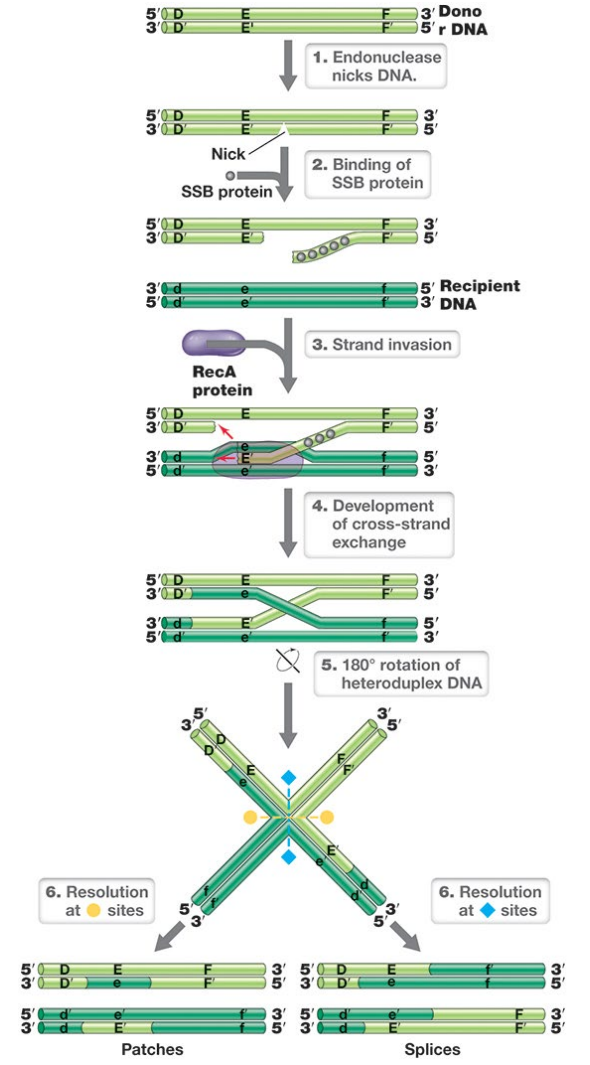 5′ D E F 3′ Dono
3′ D′ E' F′ 5′ r DNA
1. Endonuclease
nicks DNA.
5′ D E F 3′
3′ D′ E′ F′ 5′
Nick
SSB protein
2. Binding of
SSB protein
5′ D E F 3′
3′ D′ E′ F′ 5′
3′ d e f 5′ Recipient
5′ d′ e′ f′ 3′ DNA
RecA
protein
3. Strand invasion
5′ D E F 3′
3′ D′ F′ 5′
e
3′ d E′ f 5′
5′ d′ e′ f′ 3′
4. Development
of cross-strand
exchange
5′ D E F 3′
3′ D′ e F′ 5′
3′ d E′ f 5′
5′ d′ e′ f′ 3′
5. 180° rotation of
heteroduplex DNA
5′ 3′
3′ 5′
D
D′
E
e
F
F′
E′
e′
d
d′
f
f′
5′ 3′
3′ 5′
6. Resolution
at sites
6. Resolution
at sites
5′ D E F 3′
3′ D′ e F′ 5′
5′ d′ e′ f′ 3′
3′ d E′ f 5′
Patches
5′ D E f′ 3′
3′ D′ e f 5′
5′ d′ e′ F 3′
3′ d E′ F′ 5′
Splices